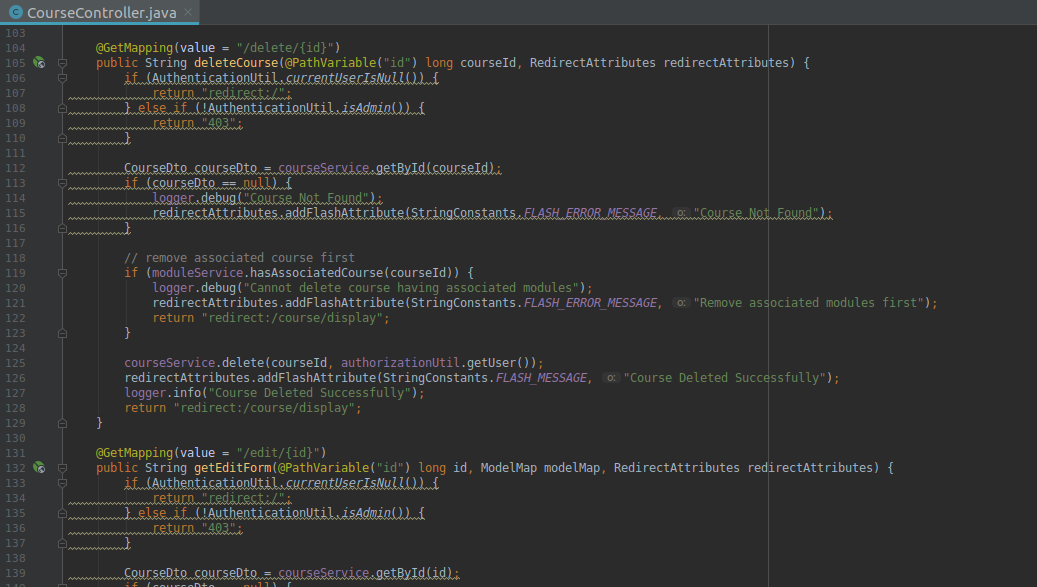 CourseController.java
103
104 @GetMapping(value = "/delete/{id}")
105 public String deleteCourse(@PathVariable("id") long courseId, RedirectAttributes redirectAttributes) {
106 if (AuthenticationUtil.currentUserIsNull()) {
107 return "redirect:/";
108 } else if (!AuthenticationUtil.isAdmin()) {
109 return "403";
110 }
111
112 CourseDto courseDto = courseService.getById(courseId);
113 if (courseDto == null) {
114 logger.debug("Course Not Found");
115 redirectAttributes.addFlashAttribute(StringConstants.FLASH_ERROR_MESSAGE, o: "Course Not Found");
116 }
117
118 // remove associated course first
119 if (moduleService.hasAssociatedCourse(courseId)) {
120 logger.debug("Cannot delete course having associated modules");
121 redirectAttributes.addFlashAttribute(StringConstants.FLASH_ERROR_MESSAGE, o: "Remove associated modules first");
122 return "redirect:/course/display";
123 }
124
125 courseService.delete(courseId, authorizationUtil.getUser());
126 redirectAttributes.addFlashAttribute(StringConstants.FLASH_MESSAGE, o: "Course Deleted Successfully");
127 logger.info("Course Deleted Successfully");
128 return "redirect:/course/display";
129 }
130
131 @GetMapping(value = "/edit/{id}")
132 public String getEditForm(@PathVariable("id") long id, ModelMap modelMap, RedirectAttributes redirectAttributes) {
133 if (AuthenticationUtil.currentUserIsNull()) {
134 return "redirect:/";
135 } else if (!AuthenticationUtil.isAdmin()) {
136 return "403";
137 }
138
139 CourseDto courseDto = courseService.getById(id);
140 if (courseDto == null) {